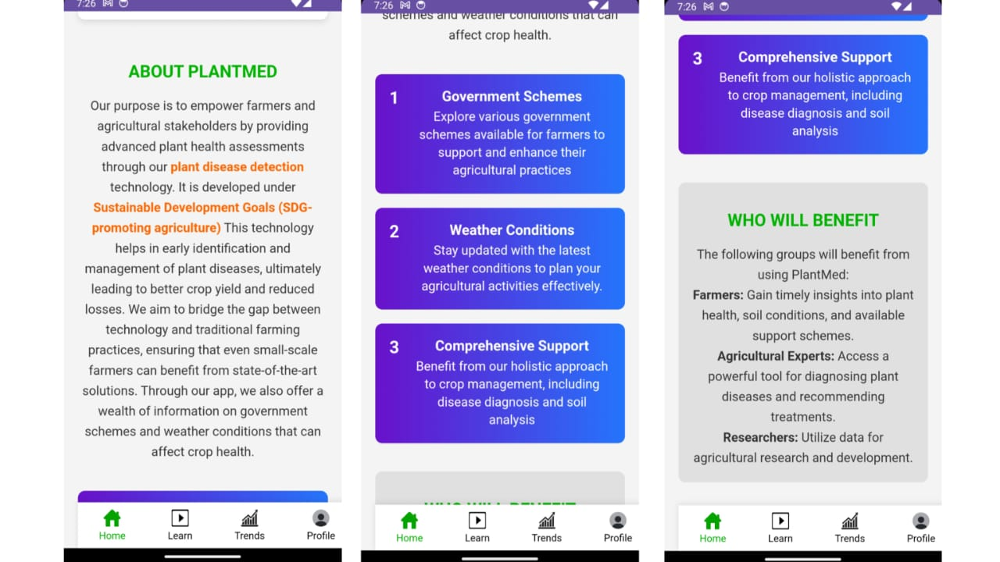 7:26
ABOUT PLANTMED
Our purpose is to empower farmers and
agricultural stakeholders by providing
advanced plant health assessments
through our plant disease detection
technology. It is developed under
Sustainable Development Goals (SDG-
promoting agriculture) This technology
helps in early identification and
management of plant diseases, ultimately
leading to better crop yield and reduced
losses. We aim to bridge the gap between
technology and traditional farming
practices, ensuring that even small-scale
farmers can benefit from state-of-the-art
solutions. Through our app, we also offer a
wealth of information on government
schemes and weather conditions that can
affect crop health.
Home
Learn
Trends
Profile
7:26
schemes and weather conditions that can
affect crop health.
1
Government Schemes
Explore various government
schemes available for farmers to
support and enhance their
agricultural practices
2
Weather Conditions
Stay updated with the latest
weather conditions to plan your
agricultural activities effectively.
3
Comprehensive Support
Benefit from our holistic approach
to crop management, including
disease diagnosis and soil
analysis
WHO WILL BENEFIT
Home
Learn
Trends
Profile
7:26
3
Comprehensive Support
Benefit from our holistic approach
to crop management, including
disease diagnosis and soil
analysis
WHO WILL BENEFIT
The following groups will benefit from
using PlantMed:
Farmers: Gain timely insights into plant
health, soil conditions, and available
support schemes.
Agricultural Experts: Access a
powerful tool for diagnosing plant
diseases and recommending
treatments.
Researchers: Utilize data for
agricultural research and development.
Home
Learn
Trends
Profile